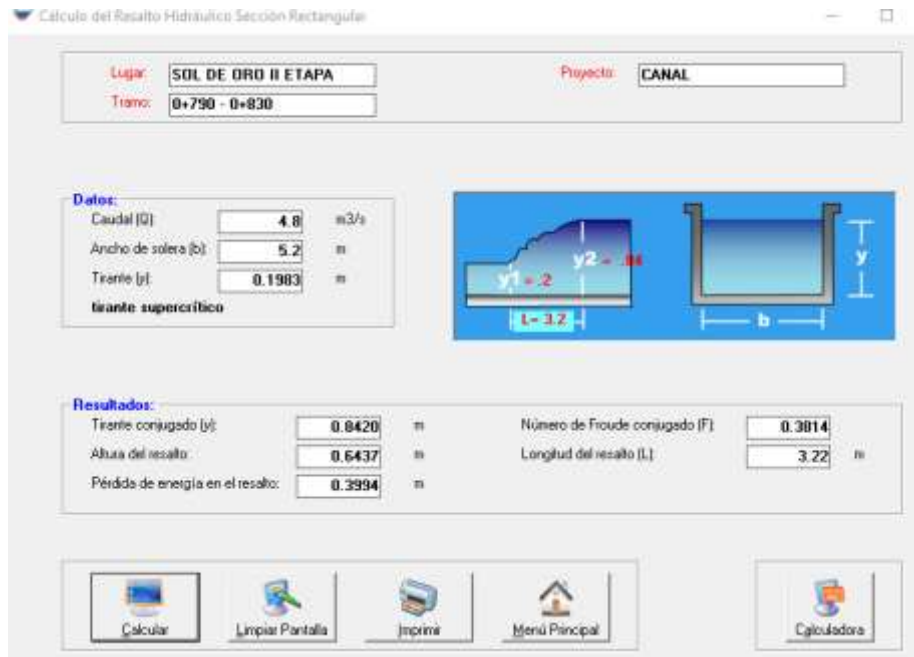 Cálculo del Resalto Hidráulico Sección Rectangular
Lugar: SOL DE ORO II ETAPA
Proyecto: CANAL
Tramo: 0+790 - 0+830
Datos:
Caudal (Q): 4.8 m3/s
Ancho de solera (b): 5.2 m
Tirante (y): 0.1983 m
tirante supercrítico
y1 = .2
y2 = .84
L= 3.2
y
b
Resultados:
Tirante conjugado (y): 0.8420 m
Número de Froude conjugado (F): 0.3814
Altura del resalto: 0.6437 m
Longitud del resalto (L): 3.22 m
Pérdida de energía en el resalto: 0.3994 m
Calcular
Limpiar Pantalla
Imprimir
Menú Principal
Calculadora